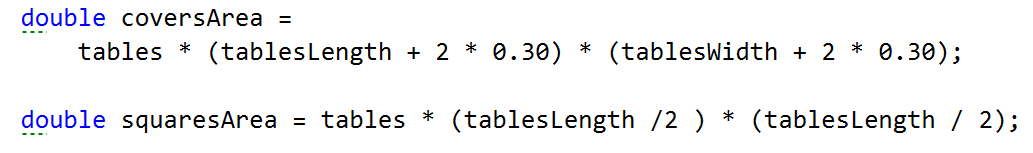 double coversArea =
tables * (tablesLength + 2 * 0.30) * (tablesWidth + 2 * 0.30);
double squaresArea = tables * (tablesLength /2 ) * (tablesLength / 2);